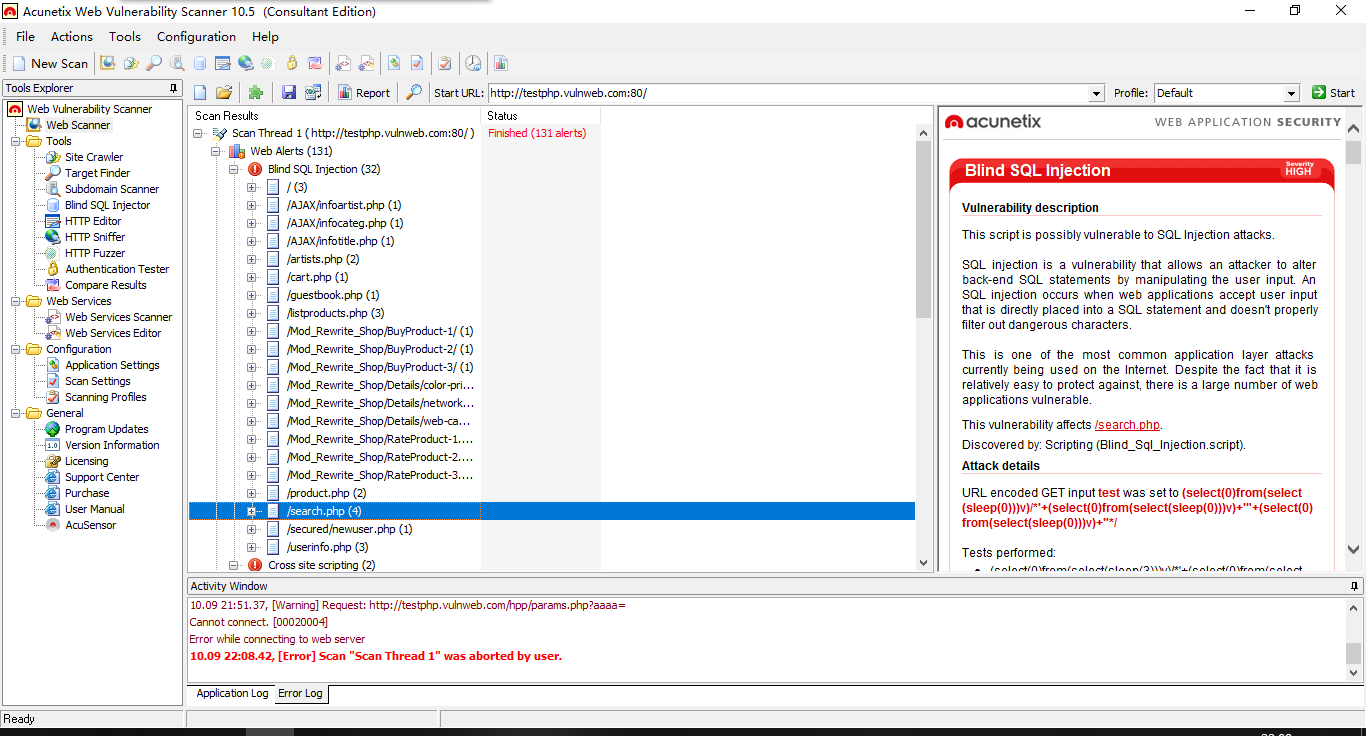 Acunetix Web Vulnerability Scanner 10.5 (Consultant Edition)
File Actions Tools Configuration Help
New Scan
Tools Explorer
Web Vulnerability Scanner
Web Scanner
Tools
Site Crawler
Target Finder
Subdomain Scanner
Blind SQL Injector
HTTP Editor
HTTP Sniffer
HTTP Fuzzer
Authentication Tester
Compare Results
Web Services
Web Services Scanner
Web Services Editor
Configuration
Application Settings
Scan Settings
Scanning Profiles
General
Program Updates
1.0 Version Information
Licensing
Support Center
Purchase
User Manual
AcuSensor
Report Start URL: http://testphp.vulnweb.com:80/ Profile: Default Start
Scan Results Status
Scan Thread 1 ( http://testphp.vulnweb.com:80/ ) Finished (131 alerts)
Web Alerts (131)
Blind SQL Injection (32)
/ (3)
/AJAX/infoartist.php (1)
/AJAX/infocateg.php (1)
/AJAX/infotitle.php (1)
/artists.php (2)
/cart.php (1)
/guestbook.php (1)
/listproducts.php (3)
/Mod_Rewrite_Shop/BuyProduct-1/ (1)
/Mod_Rewrite_Shop/BuyProduct-2/ (1)
/Mod_Rewrite_Shop/BuyProduct-3/ (1)
/Mod_Rewrite_Shop/Details/color-pri...
/Mod_Rewrite_Shop/Details/network...
/Mod_Rewrite_Shop/Details/web-ca...
/Mod_Rewrite_Shop/RateProduct-1....
/Mod_Rewrite_Shop/RateProduct-2....
/Mod_Rewrite_Shop/RateProduct-3....
/product.php (2)
/search.php (4)
/secured/newuser.php (1)
/userinfo.php (3)
Cross site scripting (2)
acunetix WEB APPLICATION SECURITY
Blind SQL Injection Severity HIGH
Vulnerability description
This script is possibly vulnerable to SQL Injection attacks.
SQL injection is a vulnerability that allows an attacker to alter
back-end SQL statements by manipulating the user input. An
SQL injection occurs when web applications accept user input
that is directly placed into a SQL statement and doesn't properly
filter out dangerous characters.
This is one of the most common application layer attacks
currently being used on the Internet. Despite the fact that it is
relatively easy to protect against, there is a large number of web
applications vulnerable.
This vulnerability affects /search.php.
Discovered by: Scripting (Blind_Sql_Injection.script).
Attack details
URL encoded GET input test was set to (select(0)from(select
(sleep(0)))v)/*'+(select(0)from(select(sleep(0)))v)+'"+(select(0)
from(select(sleep(0)))v)+"*/
Tests performed:
(select(0)from(select(sleep(3)))v)/*'+(select(0)from(select
Activity Window
10.09 21:51.37, [Warning] Request: http://testphp.vulnweb.com/hpp/params.php?aaaa=
Cannot connect. [00020004]
Error while connecting to web server
10.09 22:08.42, [Error] Scan "Scan Thread 1" was aborted by user.
Application Log Error Log
Ready